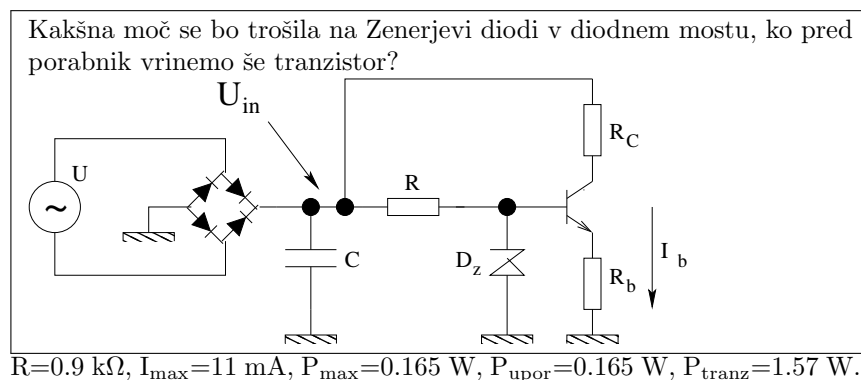 Kakšna moč se bo trošila na Zenerjevi diodi v diodnem mostu, ko pred
porabnik vrinemo še tranzistor?
U_in
R_C
U
R
~
C
D_z
I_b
R_b
R=0.9 kΩ, I_max=11 mA, P_max=0.165 W, P_upor=0.165 W, P_tranz=1.57 W.